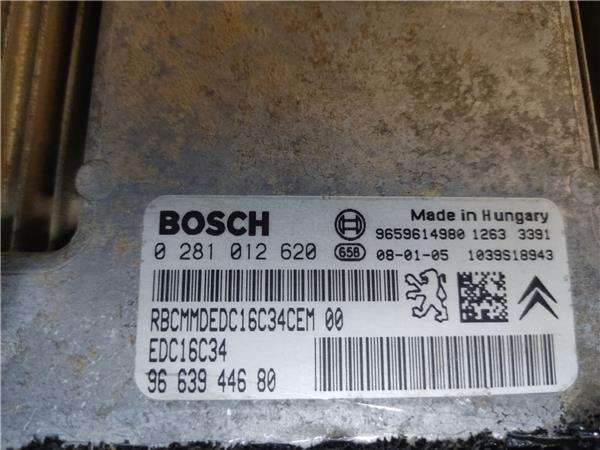 BOSCH
Made in Hungary
9659614980 1263 3391
0 281 012 620 658 08-01-05 1039S18943
RBCMMDEDC16C34CEM 00
EDC16C34
96 639 446 80